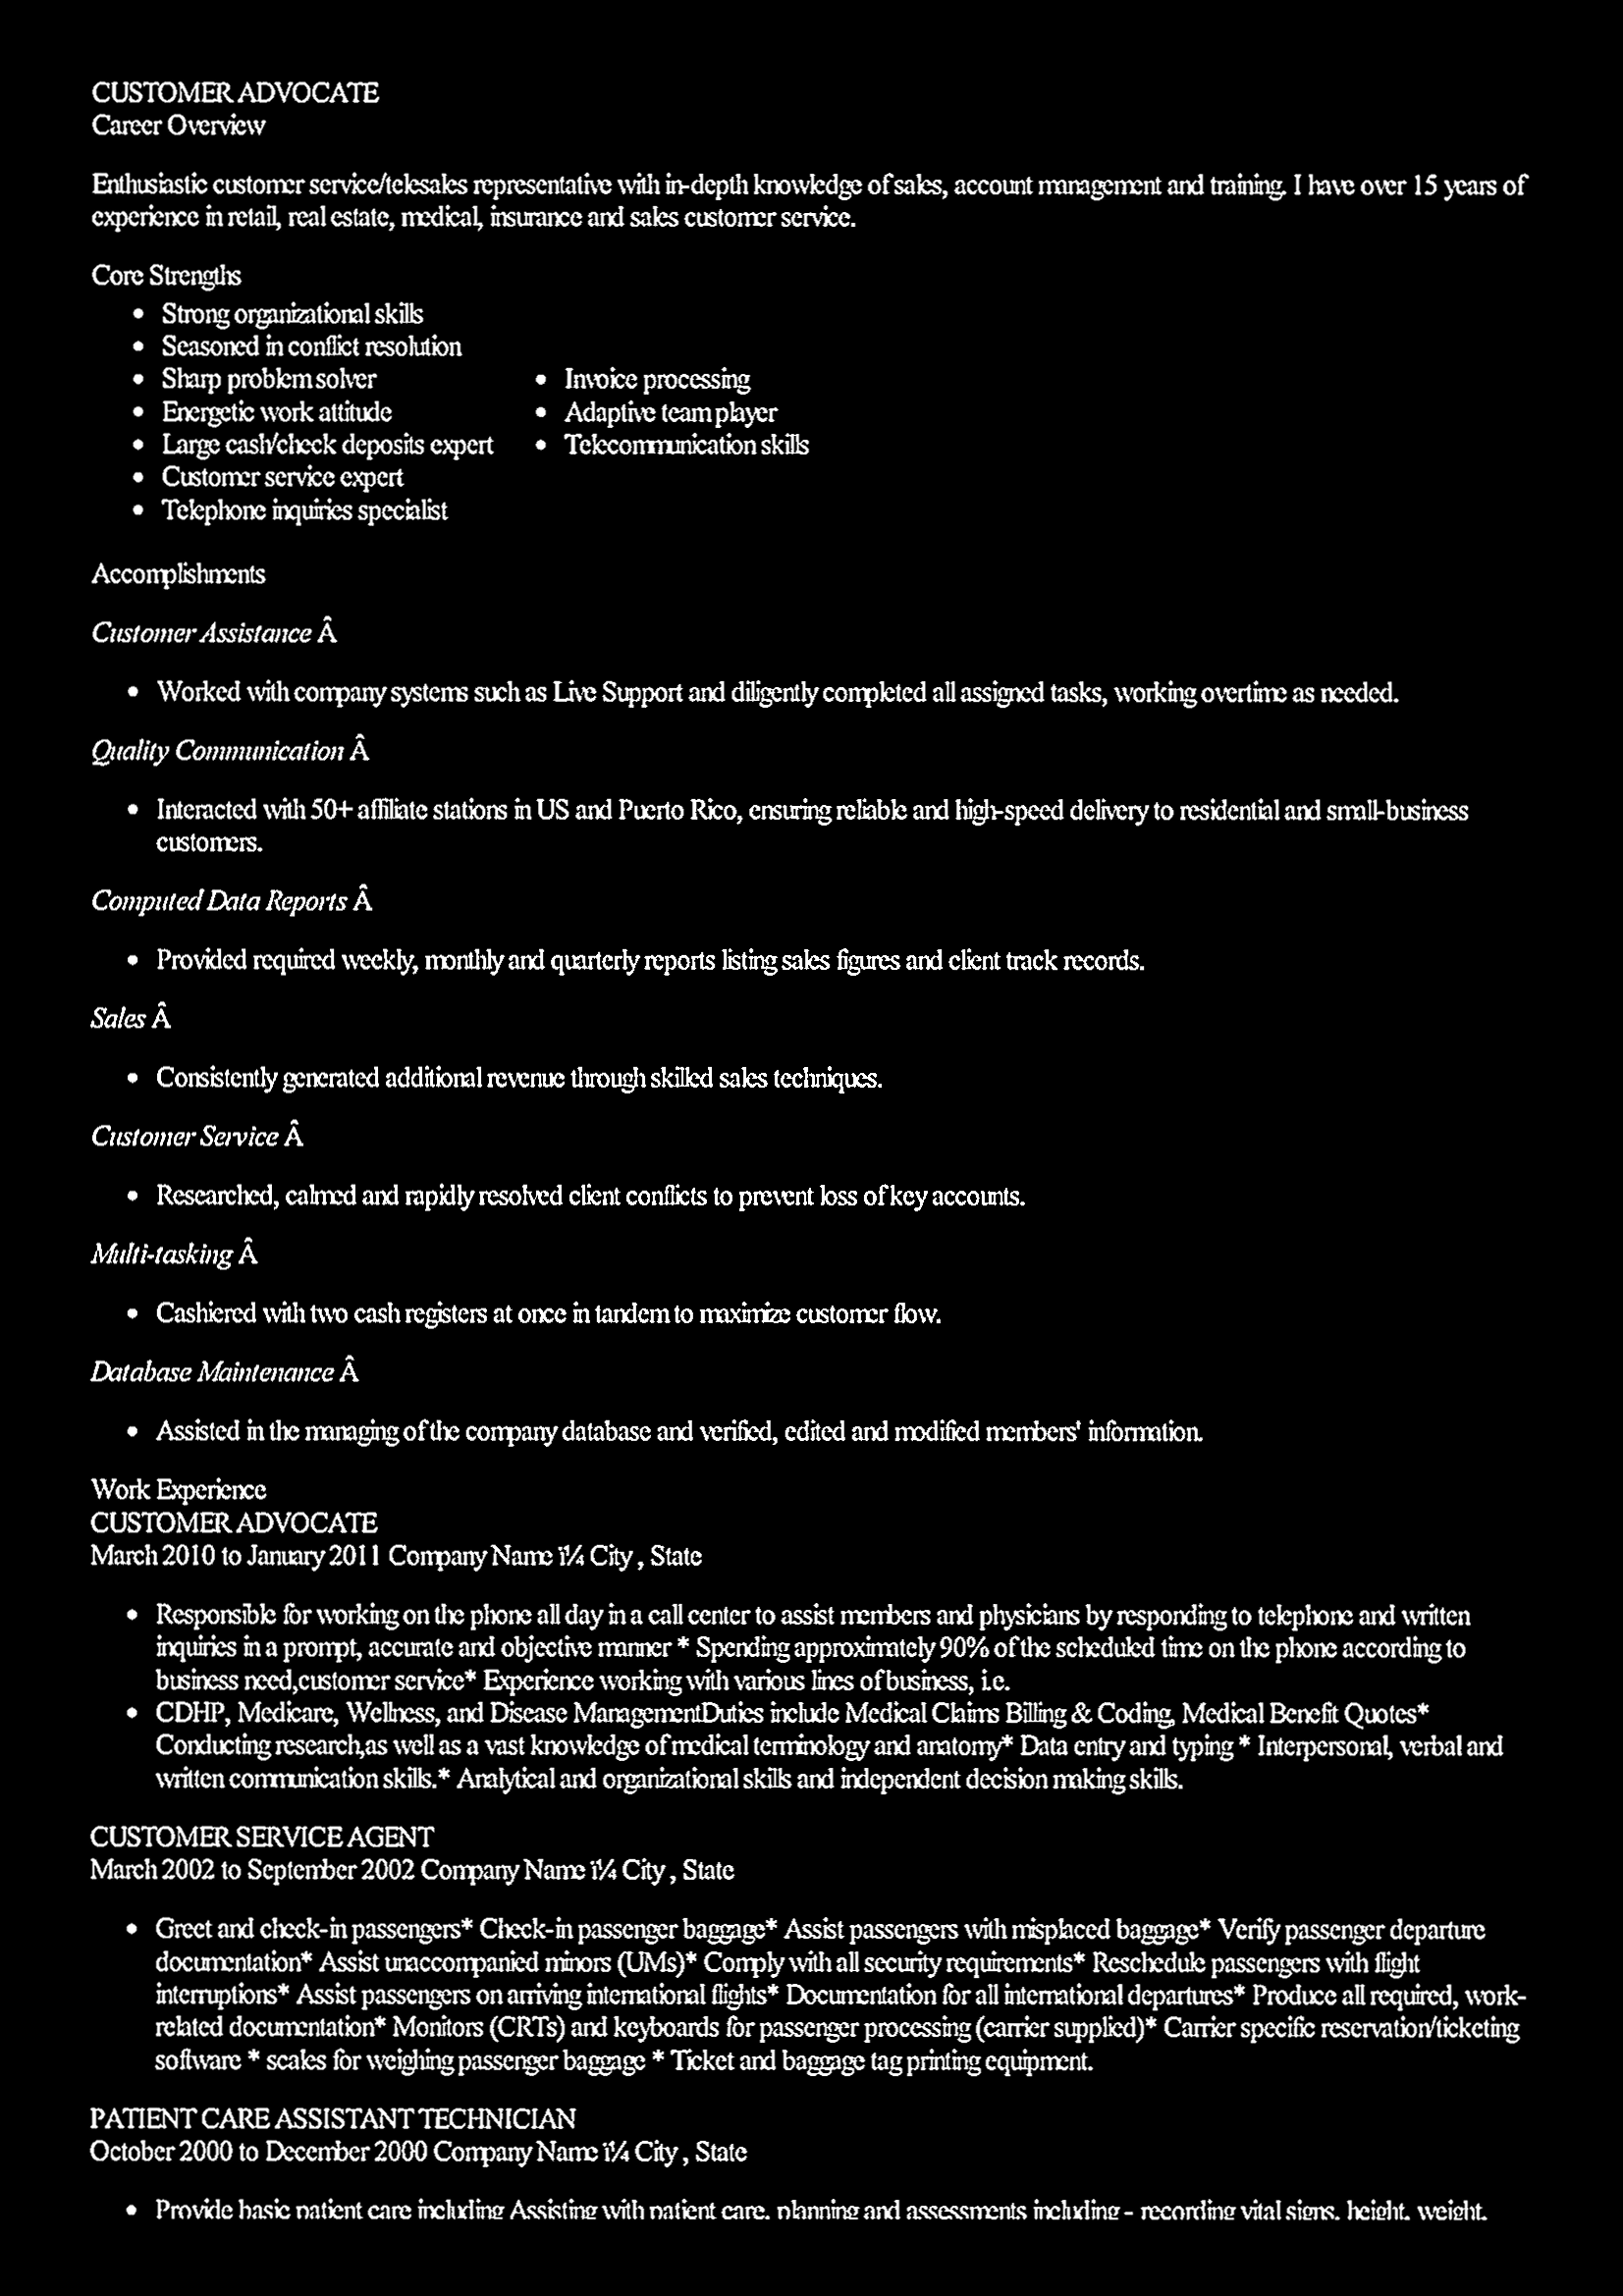 CUSTOMER ADVOCATE
Career Overview
Enthusiastic customer service/telesales representative with in-depth knowledge of sales, account management and training. I have over 15 years of
experience in retail, real estate, medical, insurance and sales customer service.
Core Strengths
• Strong organizational skills
• Seasoned in conflict resolution
• Sharp problem solver
• Energetic work attitude
• Large cash/check deposits expert
• Customer service expert
• Telephone inquiries specialist
• Invoice processing
• Adaptive team player
• Telecommunication skills
Accomplishments
Customer Assistance Â
• Worked with company systems such as Live Support and diligently completed all assigned tasks, working overtime as needed.
Quality Communication Â
• Interacted with 50+ affiliate stations in US and Puerto Rico, ensuring reliable and high-speed delivery to residential and small-business
customers.
Computed Data Reports Â
• Provided required weekly, monthly and quarterly reports listing sales figures and client track records.
Sales Â
• Consistently generated additional revenue through skilled sales techniques.
Customer Service Â
• Researched, calmed and rapidly resolved client conflicts to prevent loss of key accounts.
Multi-tasking Â
• Cashiered with two cash registers at once in tandem to maximize customer flow.
Database Maintenance Â
• Assisted in the managing of the company database and verified, edited and modified members' information.
Work Experience
CUSTOMER ADVOCATE
March 2010 to January 2011 Company Name ï¼ City , State
• Responsible for working on the phone all day in a call center to assist members and physicians by responding to telephone and written
inquiries in a prompt, accurate and objective manner * Spending approximately 90% of the scheduled time on the phone according to
business need,customer service* Experience working with various lines of business, i.e.
• CDHP, Medicare, Wellness, and Disease ManagementDuties include Medical Claims Billing & Coding, Medical Benefit Quotes*
Conducting research,as well as a vast knowledge of medical terminology and anatomy* Data entry and typing * Interpersonal, verbal and
written communication skills.* Analytical and organizational skills and independent decision making skills.
CUSTOMER SERVICE AGENT
March 2002 to September 2002 Company Name ï¼ City , State
• Greet and check-in passengers* Check-in passenger baggage* Assist passengers with misplaced baggage* Verify passenger departure
documentation* Assist unaccompanied minors (UMs)* Comply with all security requirements* Reschedule passengers with flight
interruptions* Assist passengers on arriving international flights* Documentation for all international departures* Produce all required, work-
related documentation* Monitors (CRTs) and keyboards for passenger processing (carrier supplied)* Carrier specific reservation/ticketing
software * scales for weighing passenger baggage * Ticket and baggage tag printing equipment.
PATIENT CARE ASSISTANT TECHNICIAN
October 2000 to December 2000 Company Name ï¼ City , State
• Provide basic patient care including Assisting with patient care, planning and assessments including - recording vital signs, height, weight,